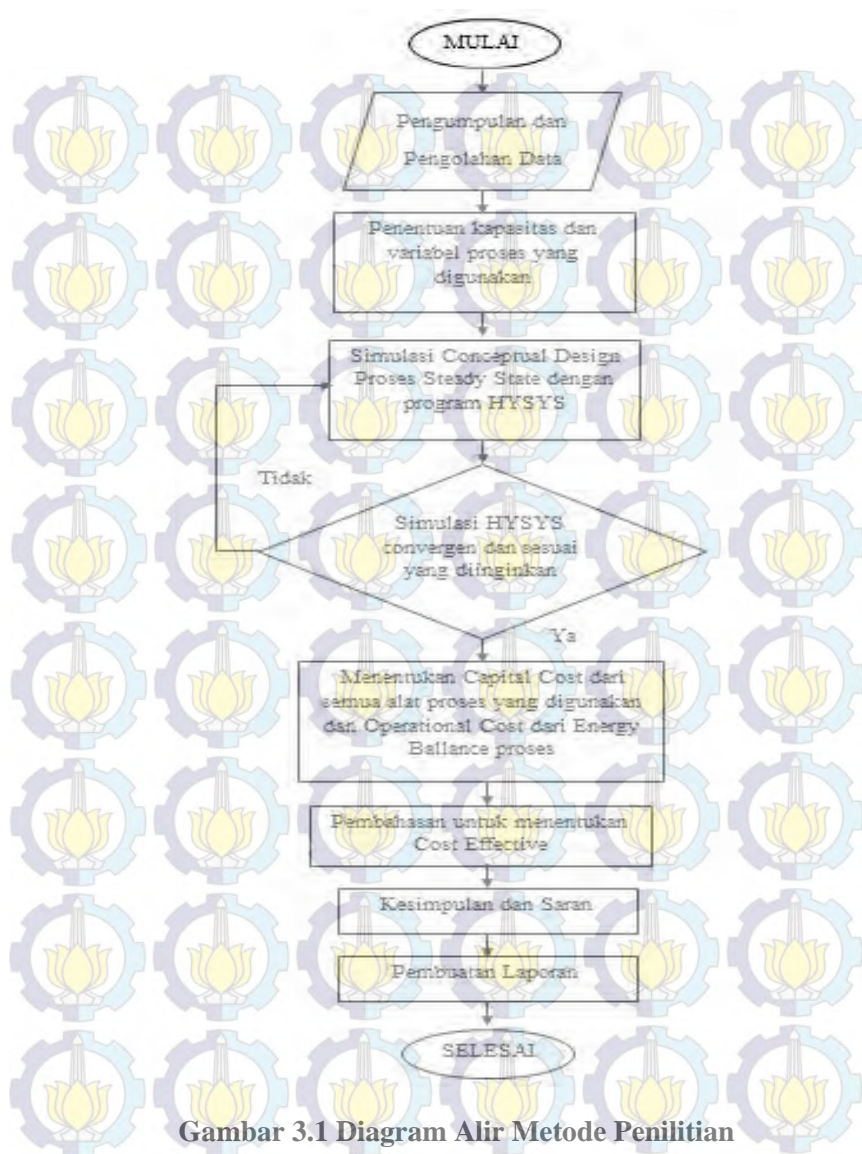 MULAI
Pengumpulan dan
Pengolahan Data
Penentuan kapasitas dan
variabel proses yang
digunakan
Simulasi Conceptual Design
Proses Steady State dengan
program HYSYS
Tidak
Simulasi HYSYS
convergen dan sesuai
yang diinginkan
Ya
Menentukan Capital Cost dari
semua alat proses yang digunakan
dan Operational Cost dari Energy
Ballance proses
Pembahasan untuk menentukan
Cost Effective
Kesimpulan dan Saran
Pembuatan Laporan
SELESAI
Gambar 3.1 Diagram Alir Metode Penilitian